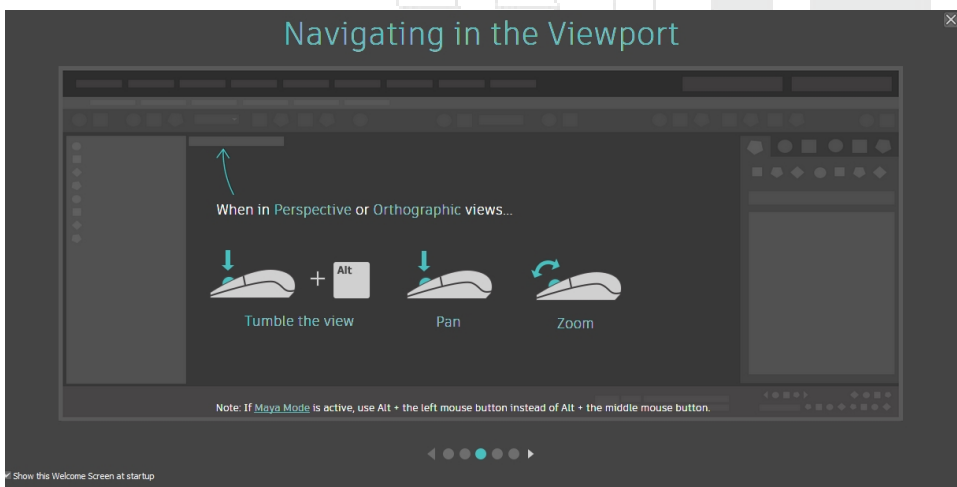 Navigating in the Viewport
When in Perspective or Orthographic views...
+ Alt
Tumble the view
Pan
Zoom
Note: If Maya Mode is active, use Alt + the left mouse button instead of Alt + the middle mouse button.
Show this Welcome Screen at startup